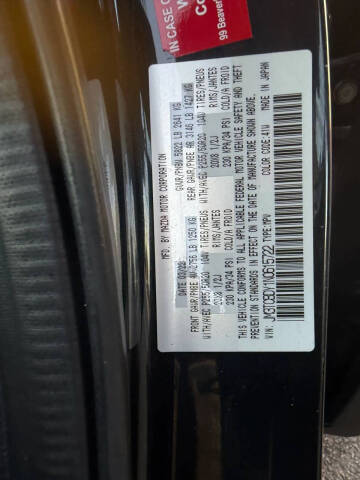 IN CASE O
99 Beaver
MFD. BY MAZDA MOTOR CORPORATION
GVWR/PNBV 5822 LB 2641 KG
DATE:
FRONT GAWR/PNBE AV 2756 LB 1250 KG
REAR GAWR/PNBE AR 3146 LB 1427 KG
WITH/AVEC P255/50R20 104V TIRES/PNEUS
WITH/AVEC P255/50R20 104V TIRES/PNEUS
20X8 1/2J RIMS/JANTES
20X8 1/2J RIMS/JANTES
230 KPA/34 PSI COLD/A FROID
230 KPA/34 PSI COLD/A FROID
THIS VEHICLE CONFORMS TO ALL APPLICABLE FEDERAL MOTOR VEHICLE SAFETY AND THEFT
PREVENTION STANDARDS IN EFFECT ON THE DATE OF MANUFACTURE SHOWN ABOVE.
VIN: JM3TCBDY1N0615722 TYPE:MPV COLOR CODE:41W MADE IN JAPAN